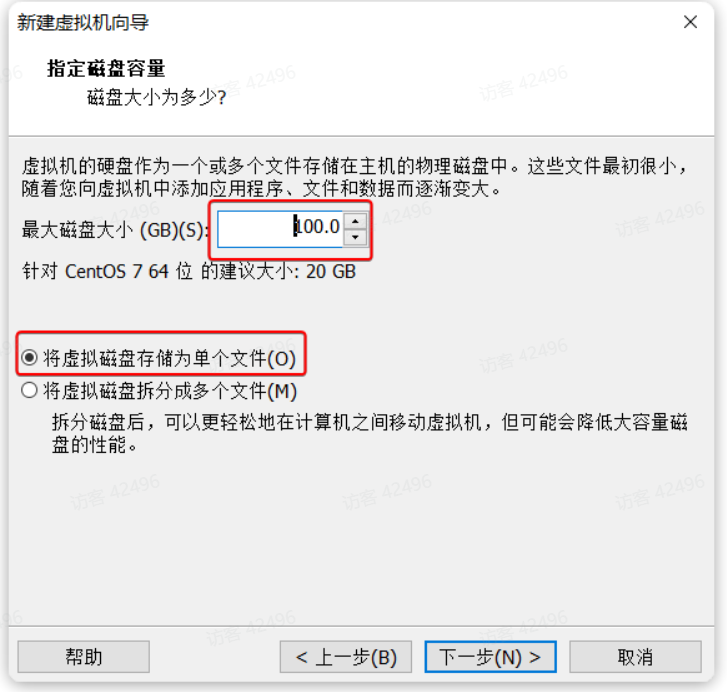 新建虚拟机向导
指定磁盘容量
磁盘大小为多少?
虚拟机的硬盘作为一个或多个文件存储在主机的物理磁盘中。这些文件最初很小，
随着您向虚拟机中添加应用程序、文件和数据而逐渐变大。
最大磁盘大小 (GB)(S): 100.0
针对 CentOS 7 64 位 的建议大小: 20 GB
将虚拟磁盘存储为单个文件(O)
将虚拟磁盘拆分成多个文件(M)
拆分磁盘后，可以更轻松地在计算机之间移动虚拟机，但可能会降低大容量磁
盘的性能。
帮助 < 上一步(B) 下一步(N) > 取消
访客 42496